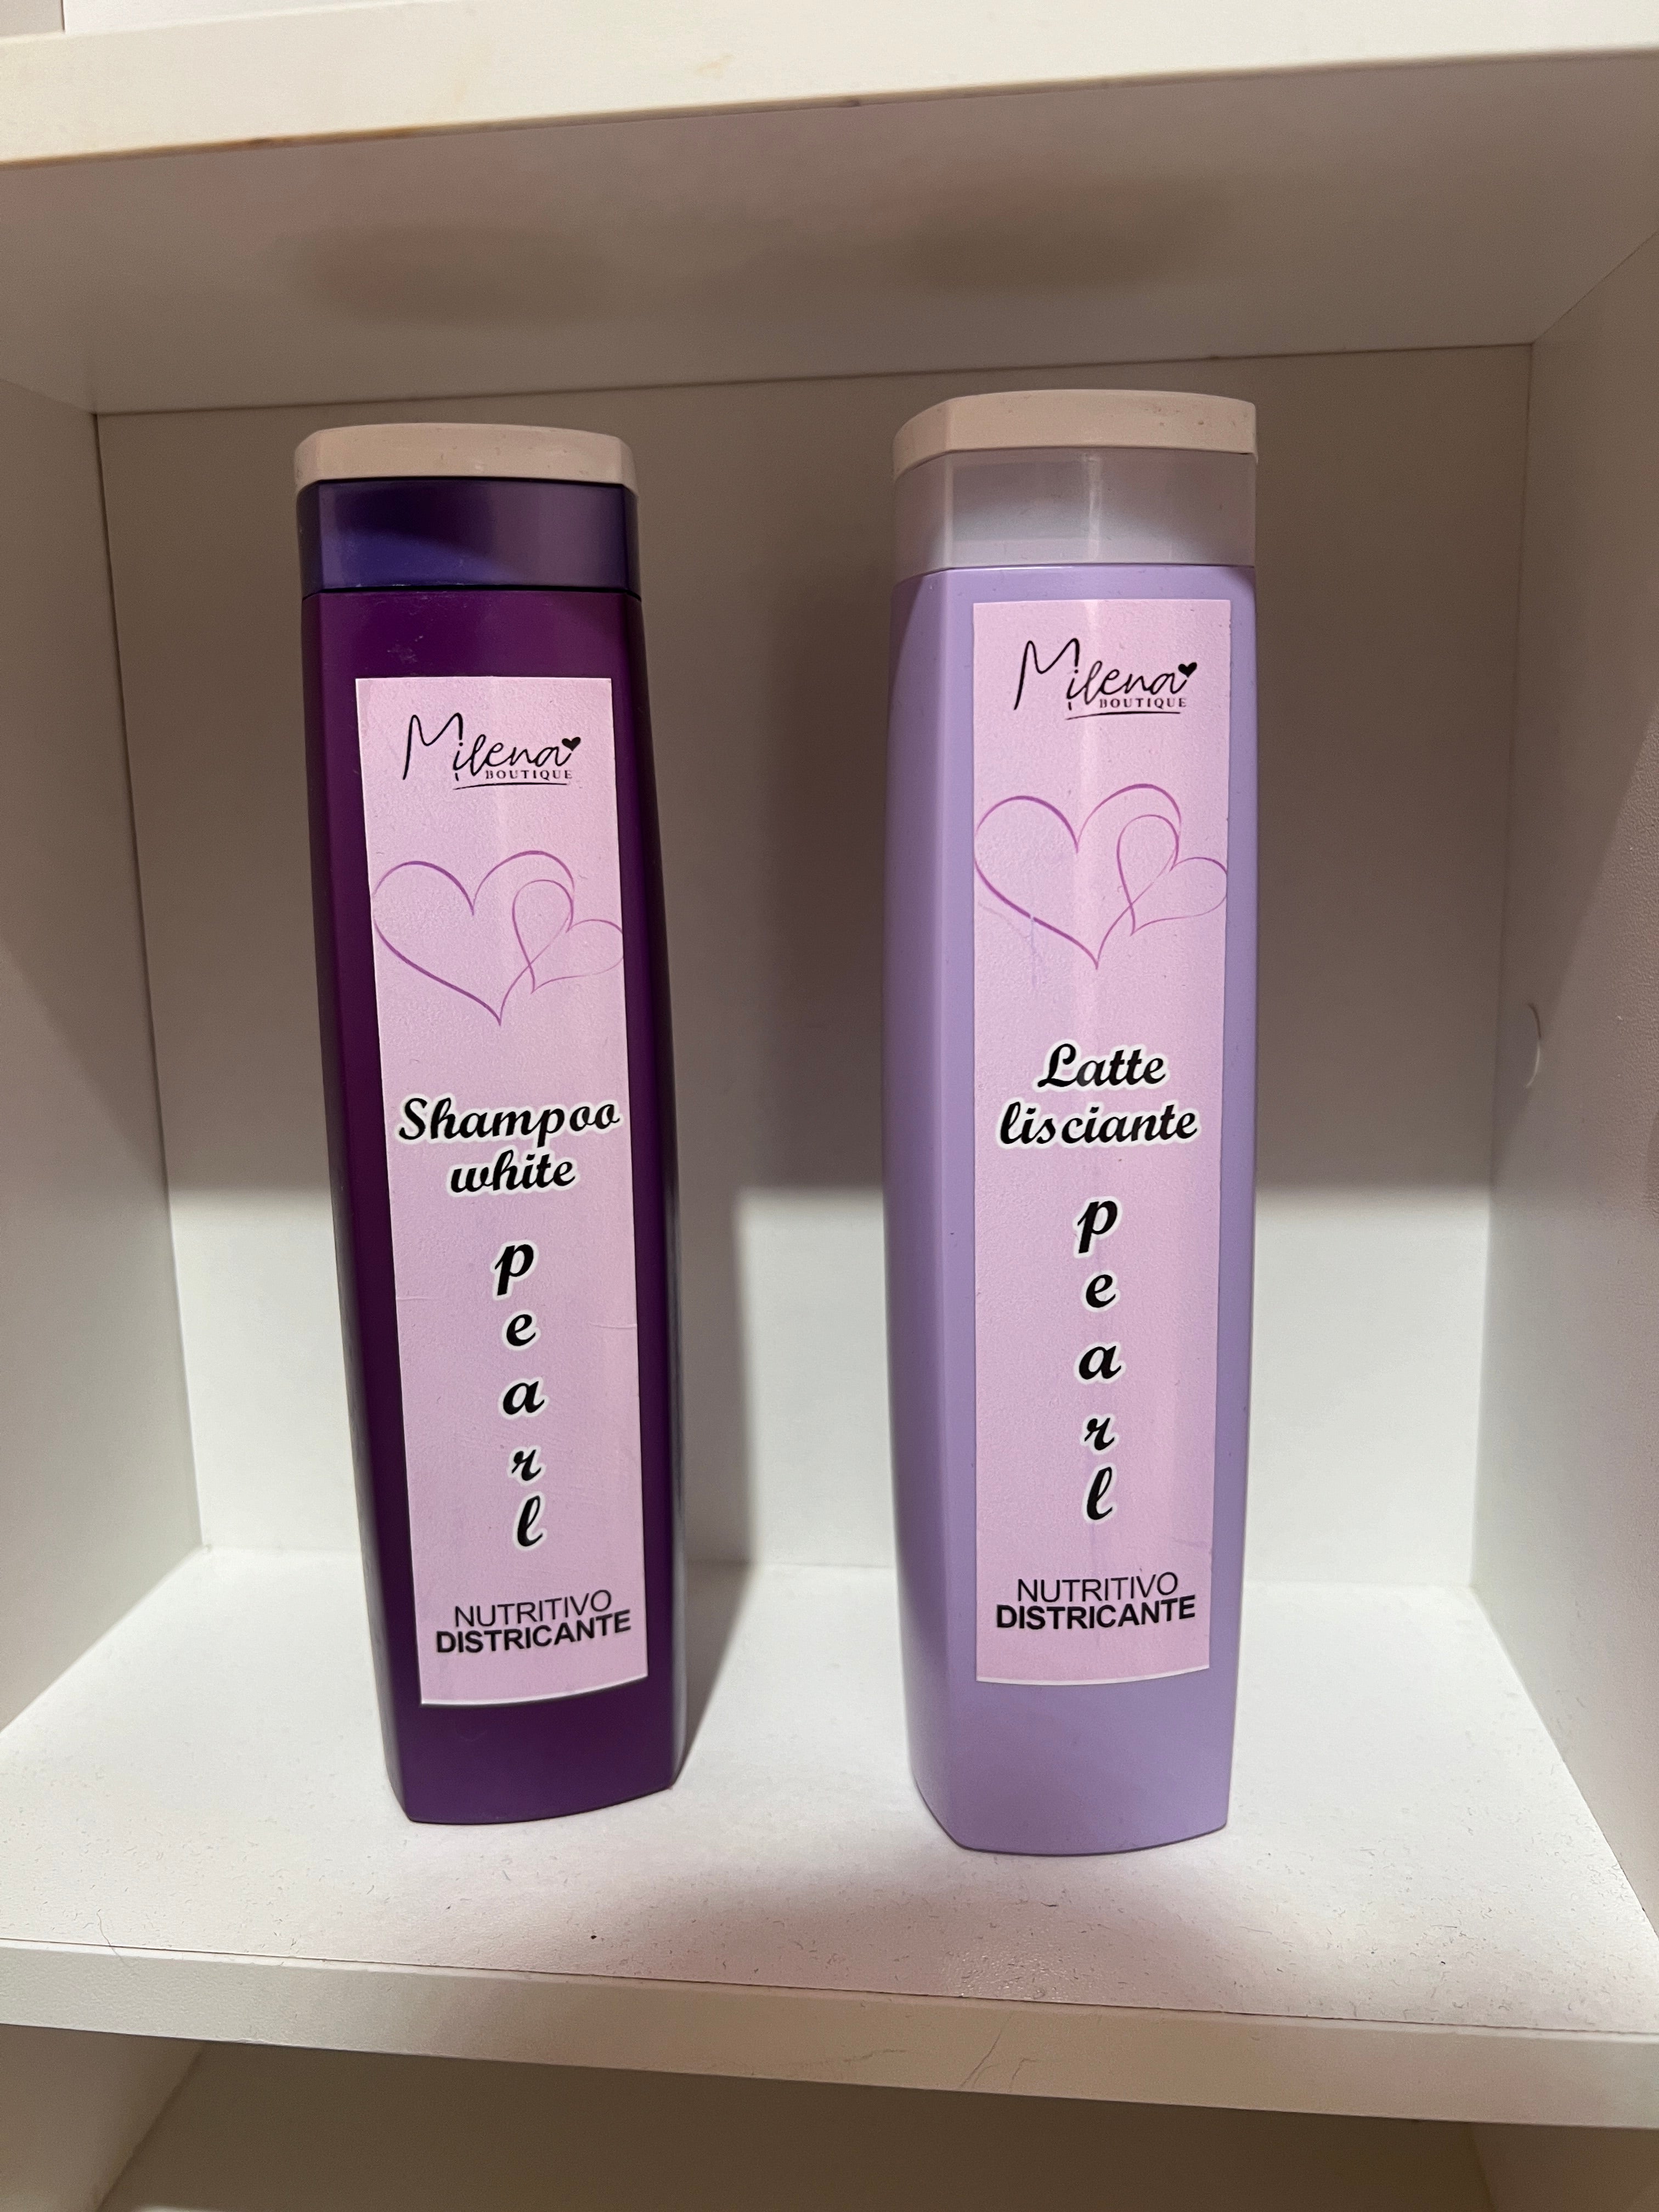 Milena
BOUTIQUE
Shampoo
white
p
e
a
r
l
NUTRITIVO
DISTRICANTE
Milena
BOUTIQUE
Latte
lisciante
p
e
a
r
l
NUTRITIVO
DISTRICANTE